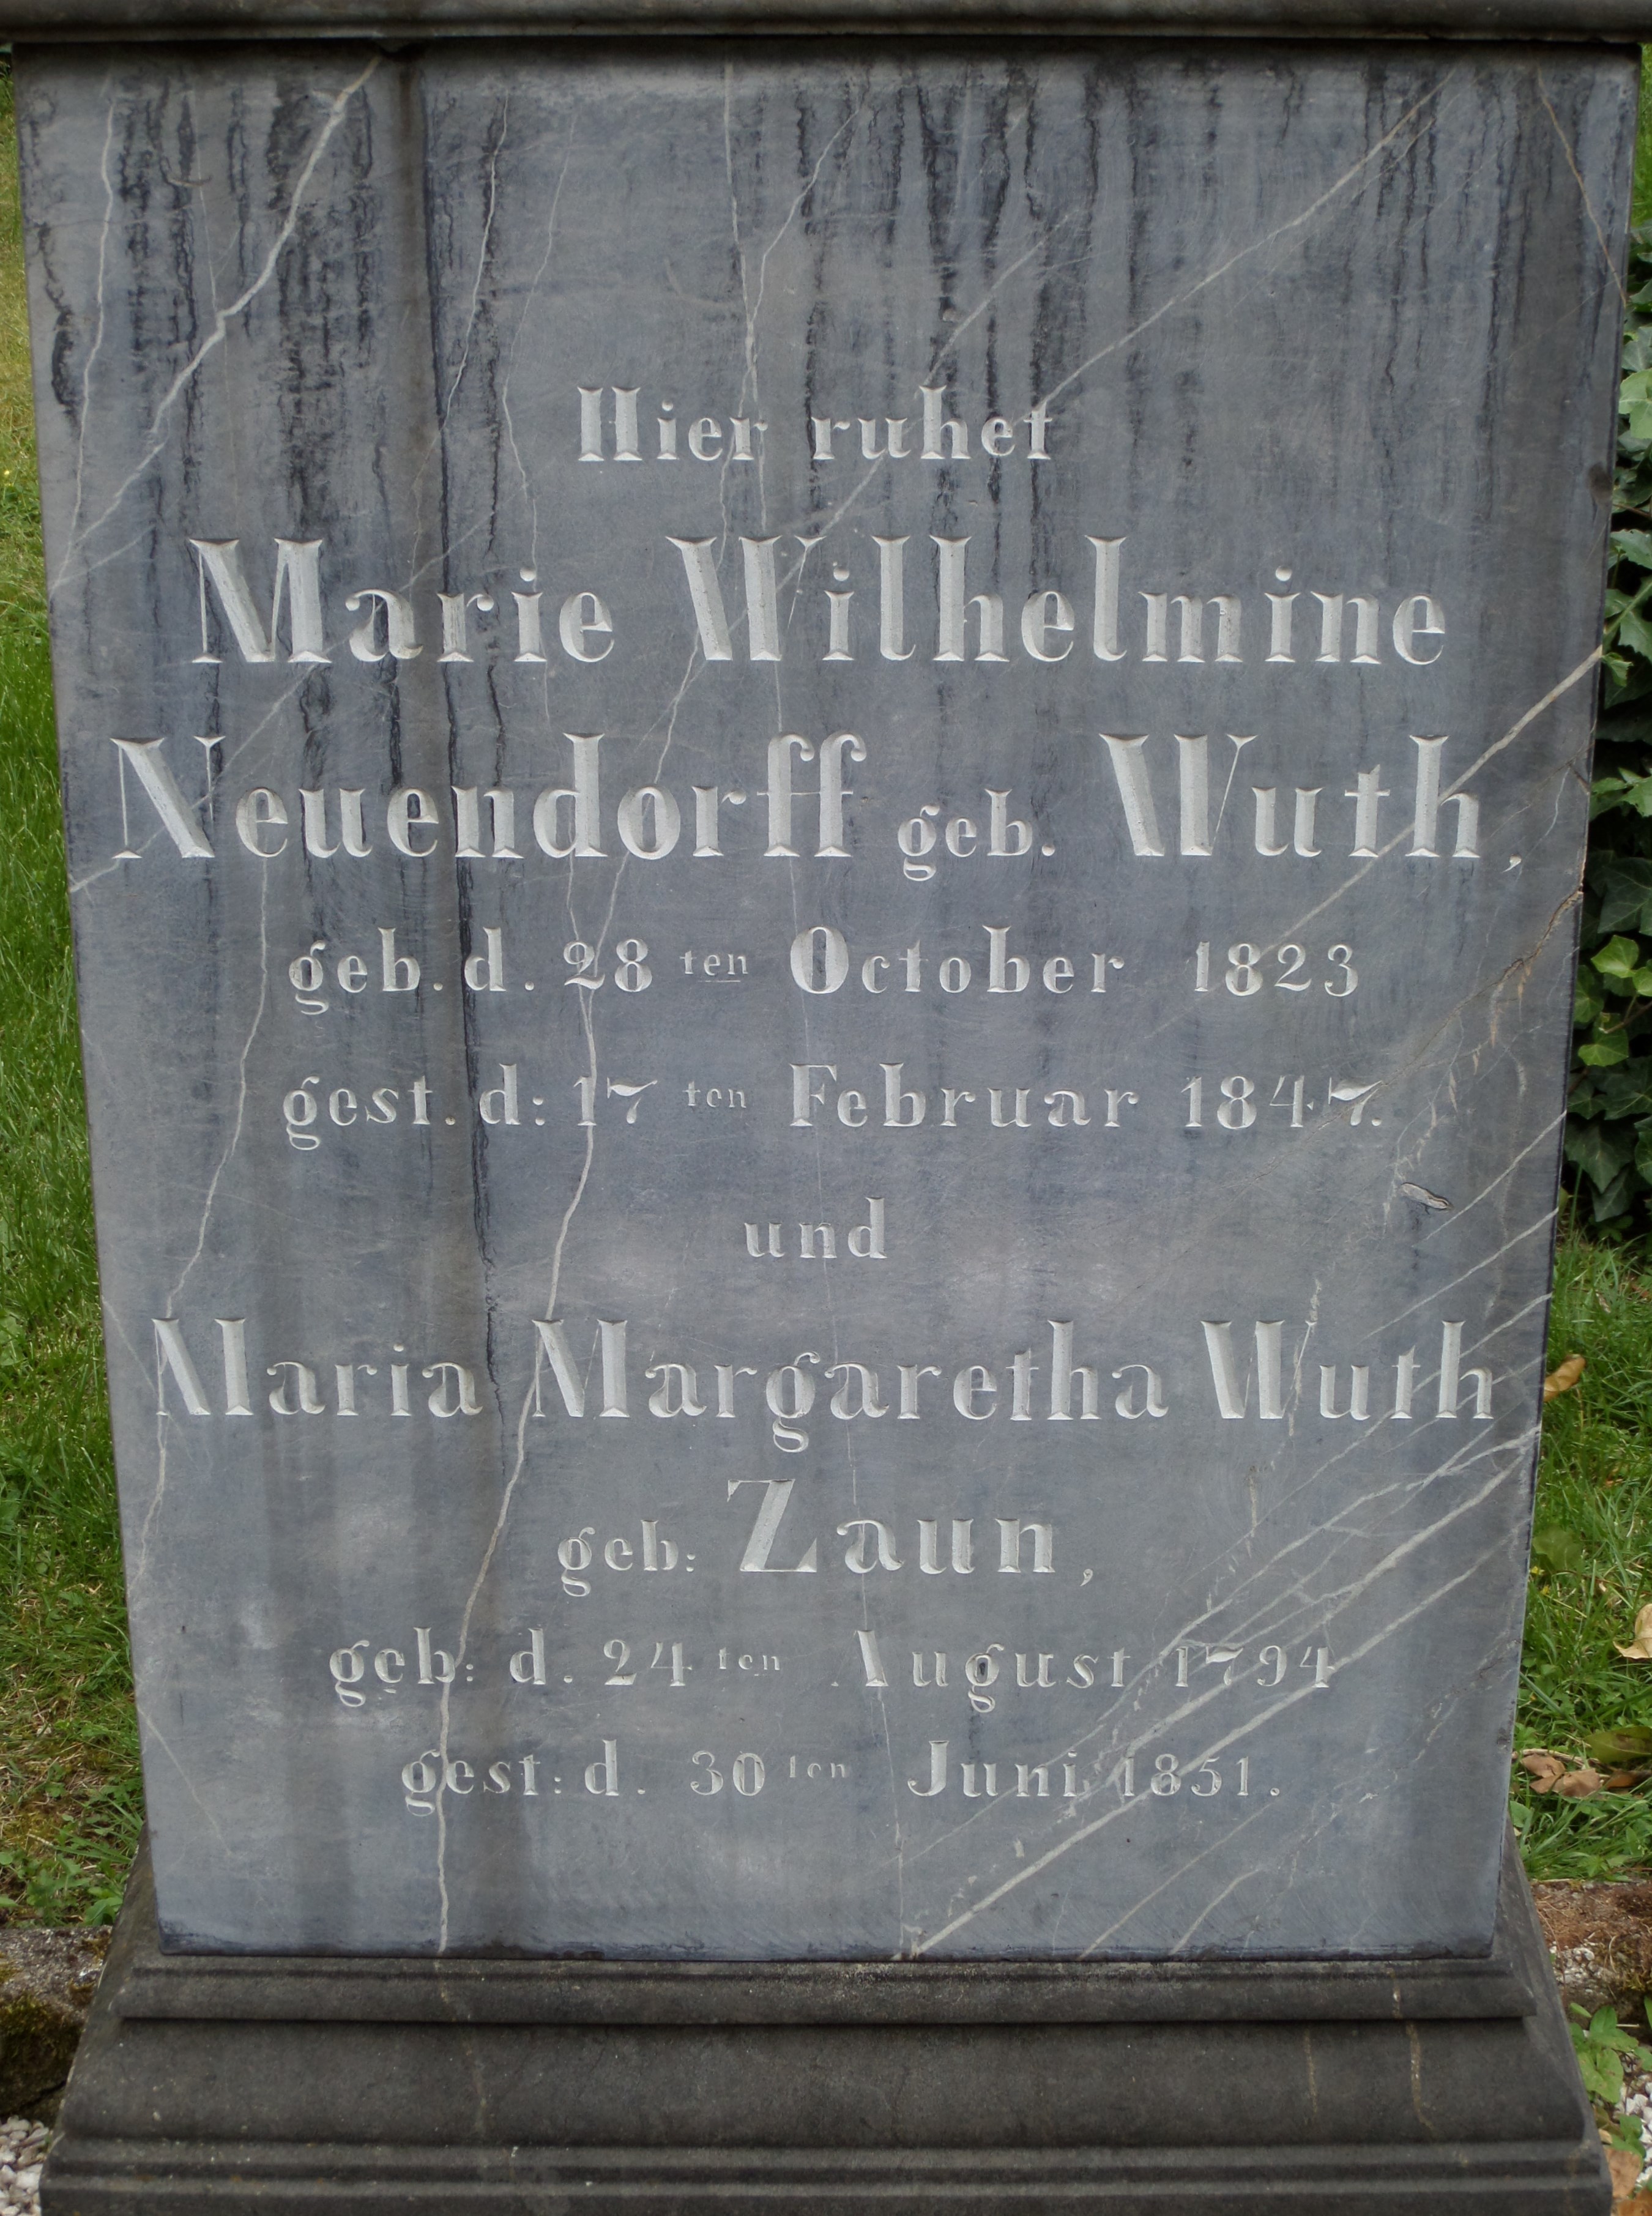 Hier ruhet
Marie Wilhelmine
Neuendorff geb. Wuth,
geb. d. 28 ten October 1823
gest. d: 17 ten Februar 1847.
und
Maria Margaretha Wuth
geb: Zaun,
geb: d. 24 ten August 1794
gest: d. 30 ten Juni 1851.